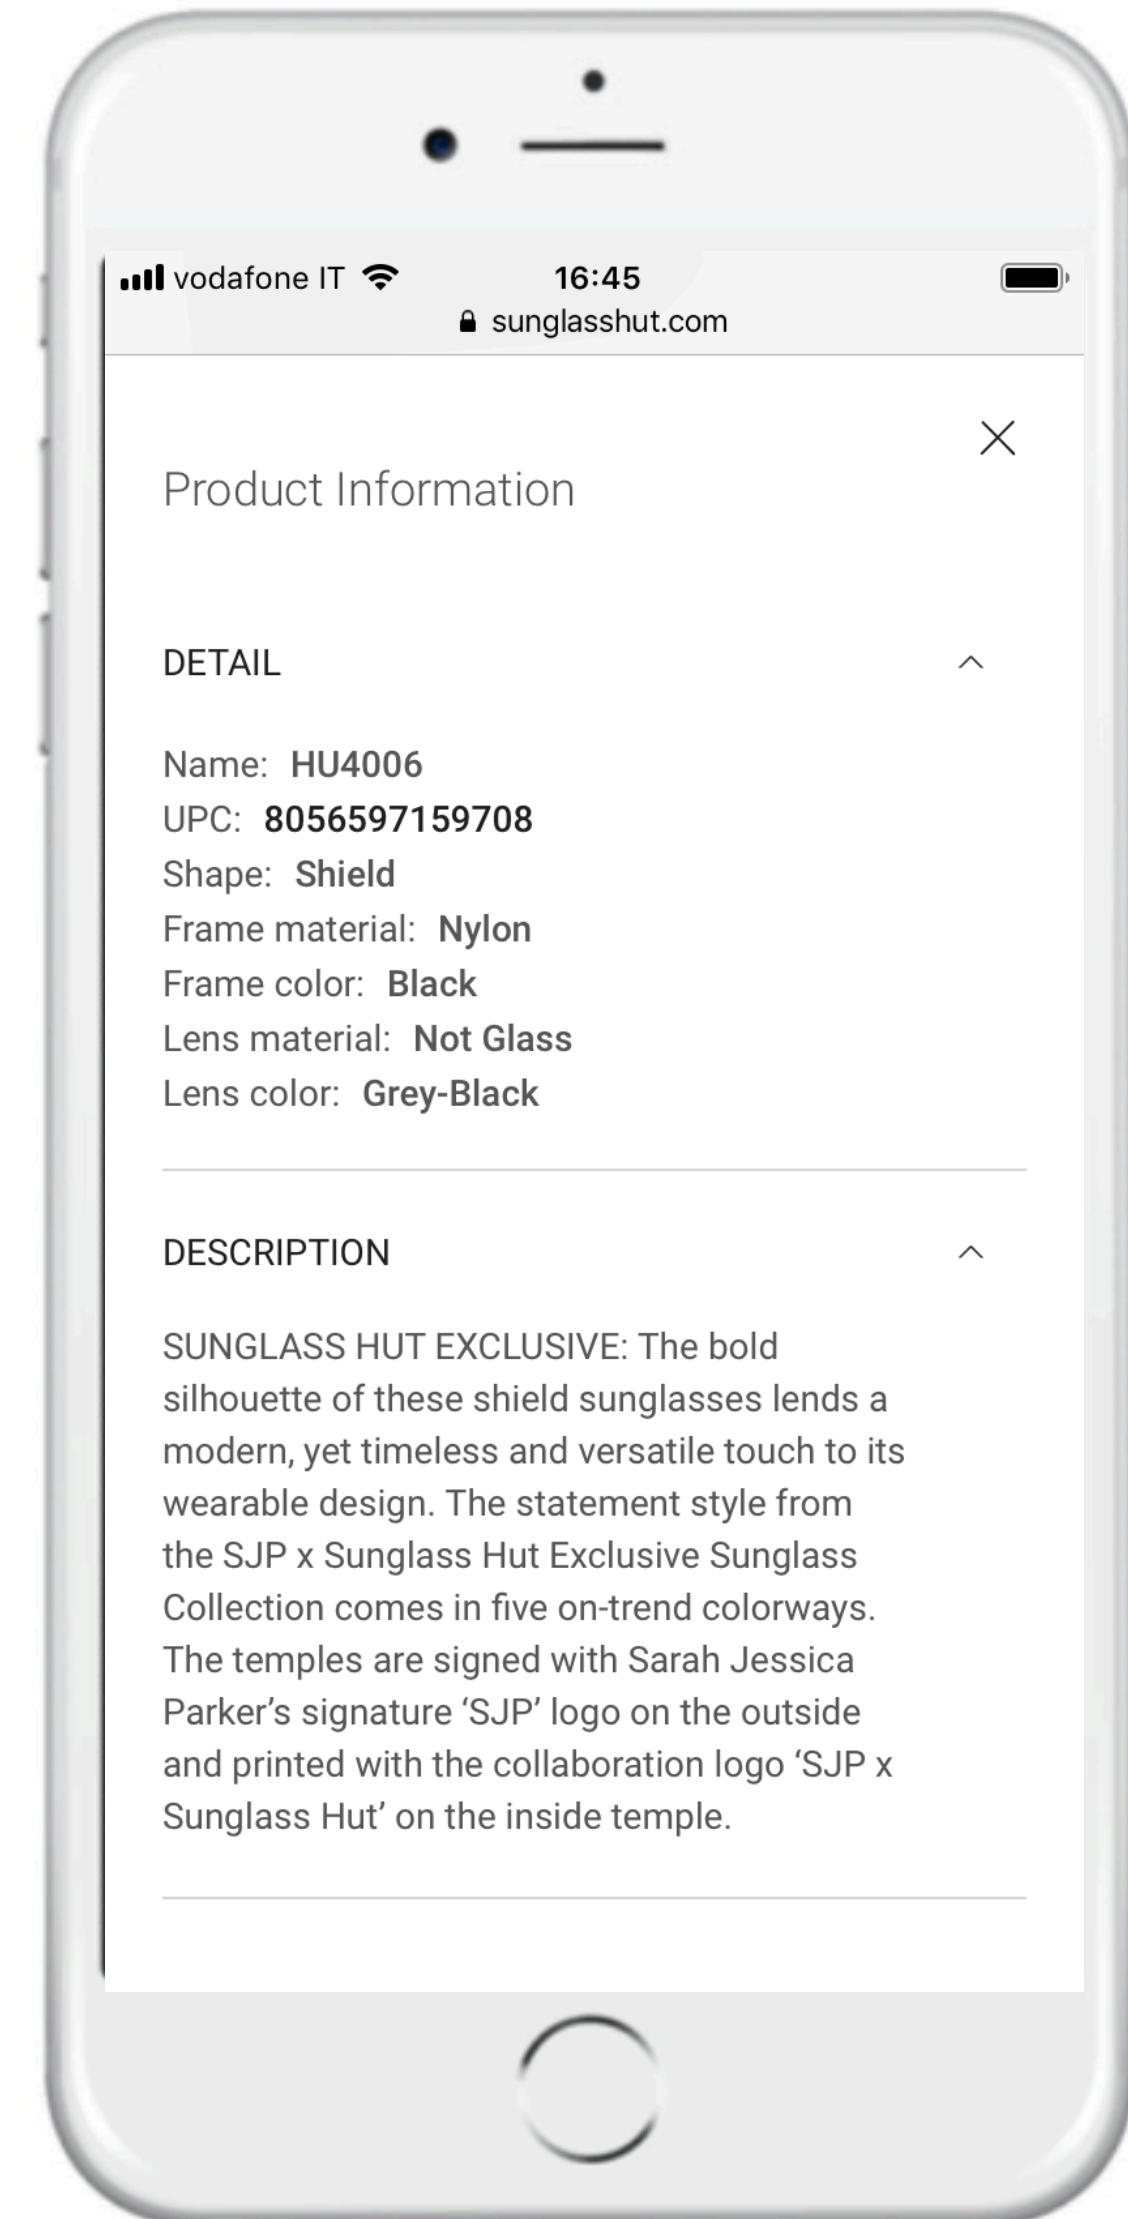 vodafone IT 16:45
sunglasshut.com
Product Information
DETAIL
Name: HU4006
UPC: 8056597159708
Shape: Shield
Frame material: Nylon
Frame color: Black
Lens material: Not Glass
Lens color: Grey-Black
DESCRIPTION
SUNGLASS HUT EXCLUSIVE: The bold
silhouette of these shield sunglasses lends a
modern, yet timeless and versatile touch to its
wearable design. The statement style from
the SJP x Sunglass Hut Exclusive Sunglass
Collection comes in five on-trend colorways.
The temples are signed with Sarah Jessica
Parker’s signature ‘SJP’ logo on the outside
and printed with the collaboration logo ‘SJP x
Sunglass Hut’ on the inside temple.